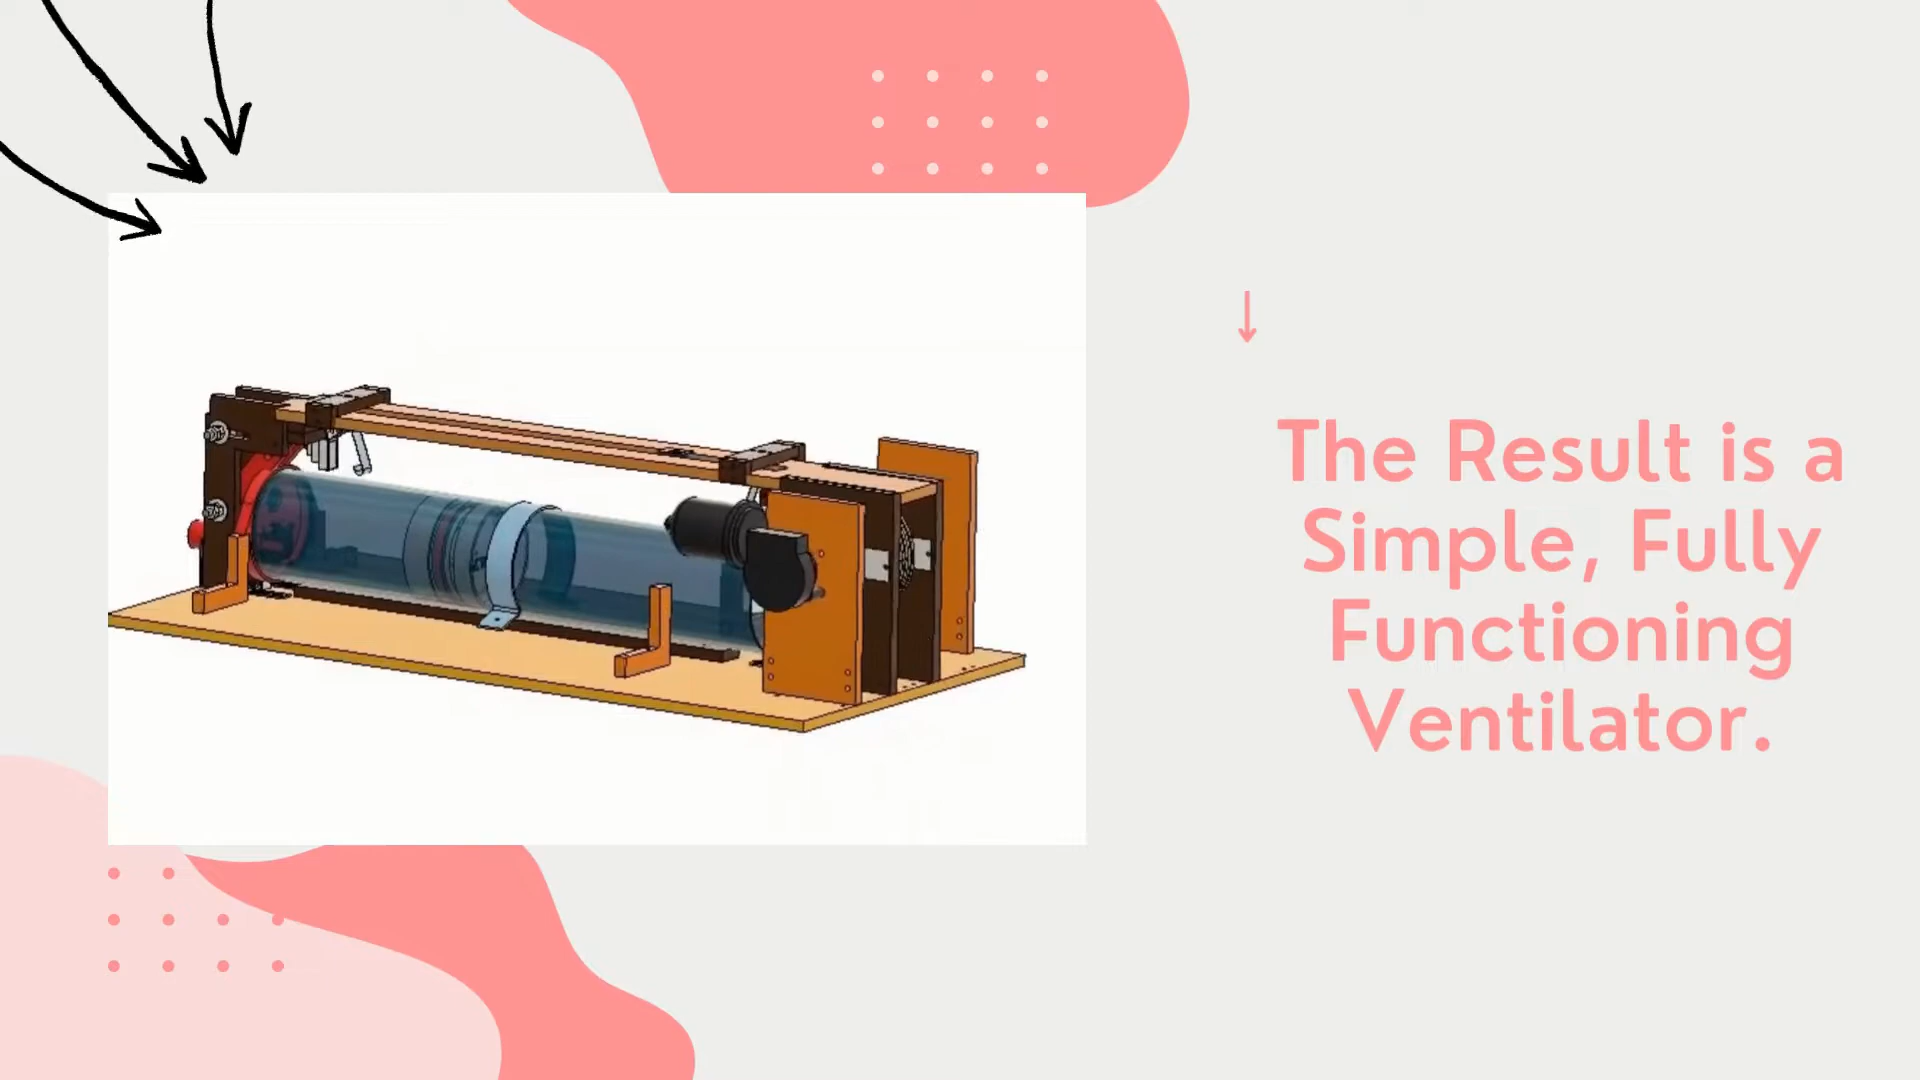 The Result is a
Simple, Fully
Functioning
Ventilator.